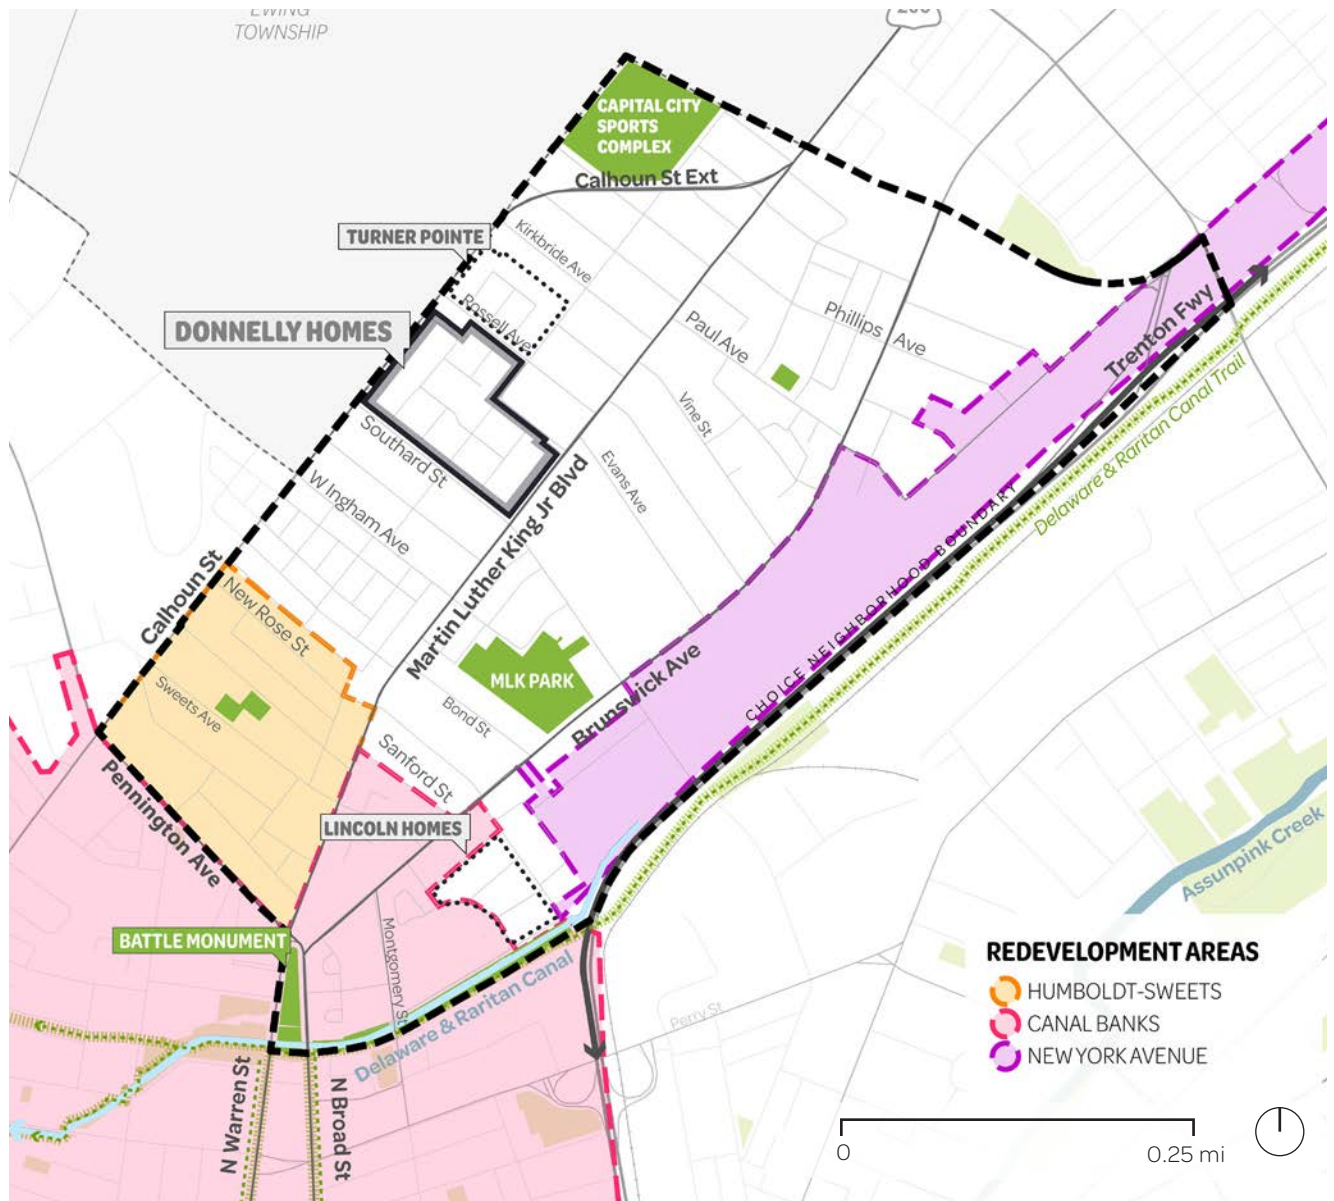 EWING
TOWNSHIP
CAPITAL CITY
SPORTS
COMPLEX
Calhoun St Ext
TURNER POINTE
Kirkbride Ave
Rossell Ave
DONNELLY HOMES
Paul Ave
Phillips Ave
Trenton Fwy
Delaware & Raritan Canal Trail
Vine St
Evans Ave
Southard St
W Ingham Ave
Martin Luther King Jr Blvd
CHOICE NEIGHBORHOOD BOUNDARY
Calhoun St
New Rose St
Sweets Ave
MLK PARK
Bond St
Brunswick Ave
Sanford St
Pennington Ave
LINCOLN HOMES
BATTLE MONUMENT
Montgomery St
Delaware & Raritan Canal
Perry St
Assunpink Creek
N Warren St
N Broad St
REDEVELOPMENT AREAS
HUMBOLDT-SWEETS
CANAL BANKS
NEW YORK AVENUE
0
0.25 mi